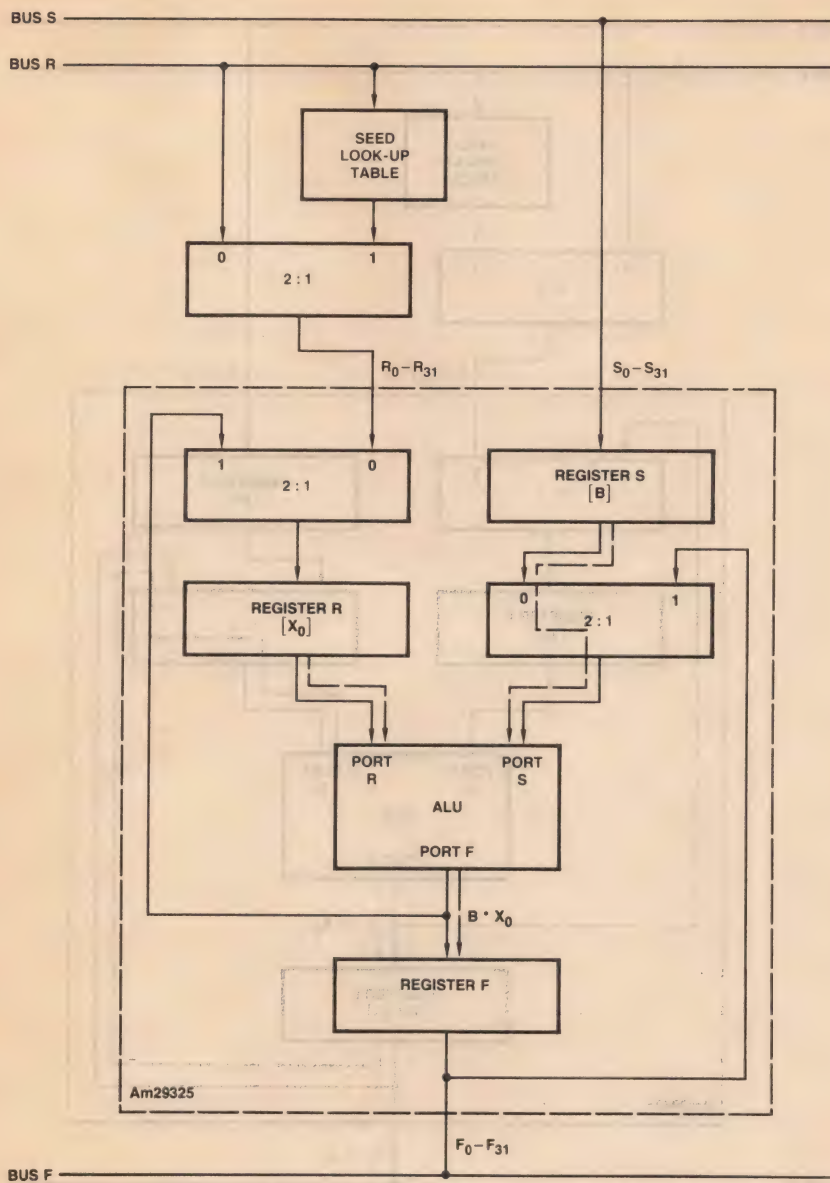 BUS S
BUS R
SEED
LOOK-UP
TABLE
0 1
2 : 1
R₀–R₃₁ S₀–S₃₁
1 0
2 : 1
REGISTER S
[B]
REGISTER R
[X₀]
0 1
2 : 1
PORT
R
PORT
S
ALU
PORT F
B * X₀
REGISTER F
Am29325
F₀–F₃₁
BUS F